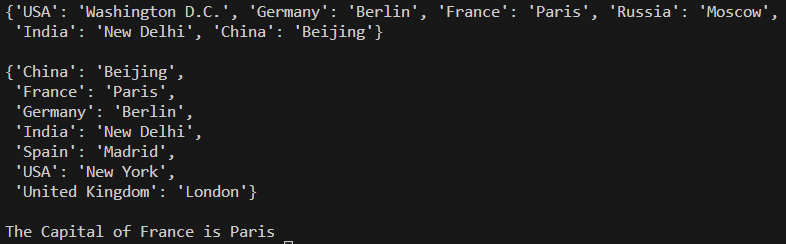 {'USA': 'Washington D.C.', 'Germany': 'Berlin', 'France': 'Paris', 'Russia': 'Moscow',
 'India': 'New Delhi', 'China': 'Beijing'}
{'China': 'Beijing',
 'France': 'Paris',
 'Germany': 'Berlin',
 'India': 'New Delhi',
 'Spain': 'Madrid',
 'USA': 'New York',
 'United Kingdom': 'London'}
The Capital of France is Paris